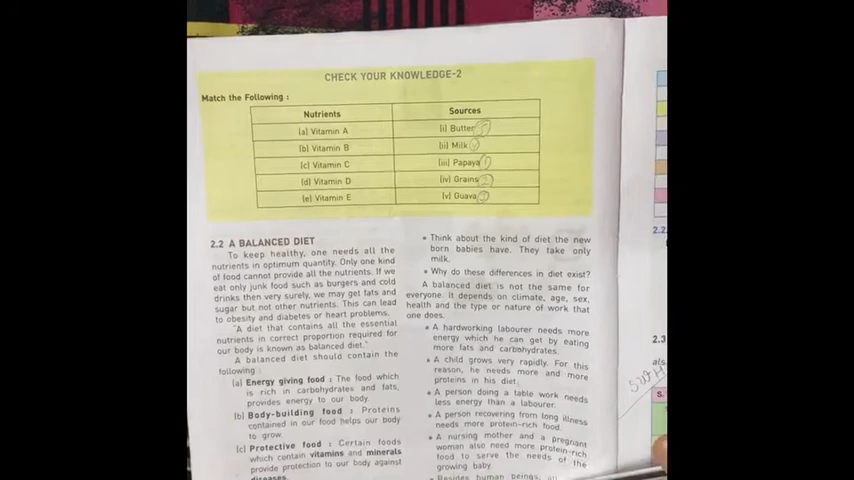 CHECK YOUR KNOWLEDGE-2
Match the Following :
Nutrients Sources
(a) Vitamin A (i) Butter 5
(b) Vitamin B (ii) Milk
(c) Vitamin C (iii) Papaya 1
(d) Vitamin D (iv) Grains 2
(e) Vitamin E (v) Guava 3
2.2 A BALANCED DIET
To keep healthy, one needs all the
nutrients in optimum quantity. Only one kind
of food cannot provide all the nutrients. If we
eat only junk food such as burgers and cold
drinks then very surely, we may get fats and
sugar but not other nutrients. This can lead
to obesity and diabetes or heart problems.
"A diet that contains all the essential
nutrients in correct proportion required for
our body is known as balanced diet."
A balanced diet should contain the
following :
(a) Energy giving food : The food which
is rich in carbohydrates and fats,
provides energy to our body.
(b) Body-building food : Proteins
contained in our food helps our body
to grow.
(c) Protective food : Certain foods
which contain vitamins and minerals
provide protection to our body against
diseases.
• Think about the kind of diet the new
born babies have. They take only
milk.
• Why do these differences in diet exist?
A balanced diet is not the same for
everyone. It depends on climate, age, sex,
health and the type or nature of work that
one does.
• A hardworking labourer needs more
energy which he can get by eating
more fats and carbohydrates.
• A child grows very rapidly. For this
reason, he needs more and more
proteins in his diet.
• A person doing a table work needs
less energy than a labourer.
• A person recovering from long illness
needs more protein-rich food.
• A nursing mother and a pregnant
woman also need more protein-rich
food to serve the needs of the
growing baby.
• Besides human beings, all
2.2.
2.3
als
S.